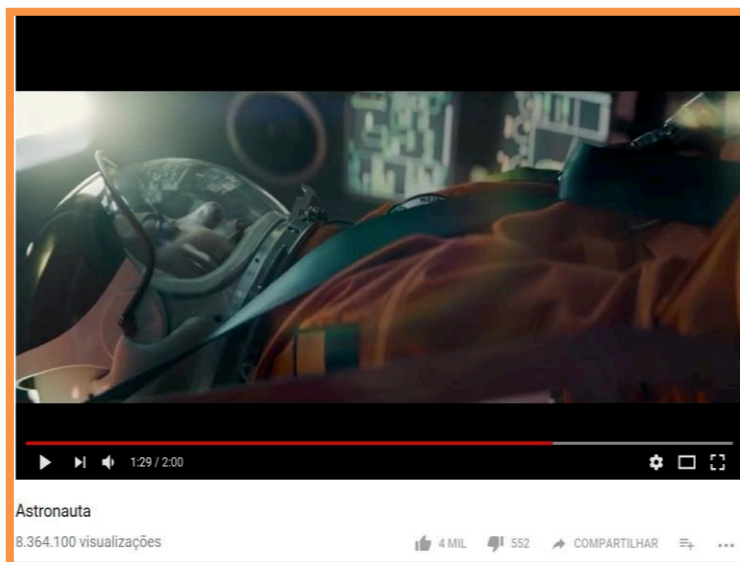 1:29 / 2:00
Astronauta
8.364.100 visualizações
4 MIL
552
COMPARTILHAR